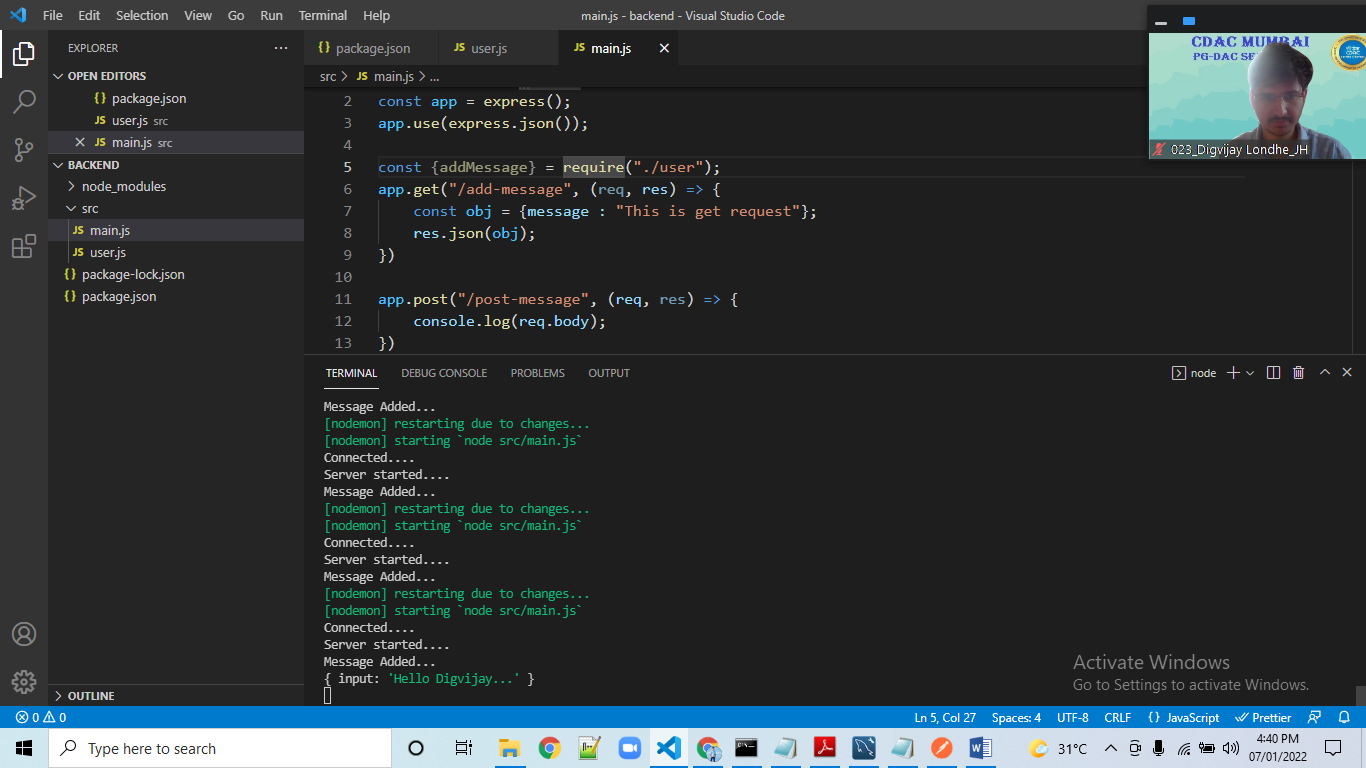 File Edit Selection View Go Run Terminal Help
main.js - backend - Visual Studio Code
EXPLORER
OPEN EDITORS
{} package.json
JS user.js src
JS main.js src
BACKEND
node_modules
src
JS main.js
JS user.js
{} package-lock.json
{} package.json
OUTLINE
{} package.json
JS user.js
JS main.js
src > JS main.js > ...
2 const app = express();
3 app.use(express.json());
4
5 const {addMessage} = require("./user");
6 app.get("/add-message", (req, res) => {
7 const obj = {message : "This is get request"};
8 res.json(obj);
9 })
10
11 app.post("/post-message", (req, res) => {
12 console.log(req.body);
13 })
CDAC MUMBAI
023_Digvijay Londhe_JH
TERMINAL DEBUG CONSOLE PROBLEMS OUTPUT
node
Message Added...
[nodemon] restarting due to changes...
[nodemon] starting `node src/main.js`
Connected....
Server started....
Message Added...
[nodemon] restarting due to changes...
[nodemon] starting `node src/main.js`
Connected....
Server started....
Message Added...
[nodemon] restarting due to changes...
[nodemon] starting `node src/main.js`
Connected....
Server started....
Message Added...
{ input: 'Hello Digvijay...' }
Activate Windows
Go to Settings to activate Windows.
0 0
Ln 5, Col 27 Spaces: 4 UTF-8 CRLF {} JavaScript Prettier
Type here to search
31°C
4:40 PM
07/01/2022